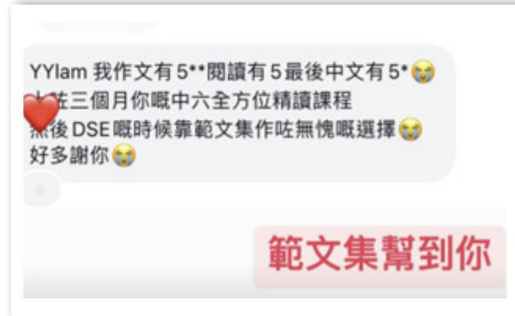 YYlam 我作文有5**閱讀有5最後中文有5*😭
咗三個月你嘅中六全方位精讀課程
後DSE嘅時候靠範文集作咗無愧嘅選擇😭
好多謝你😭
範文集幫到你